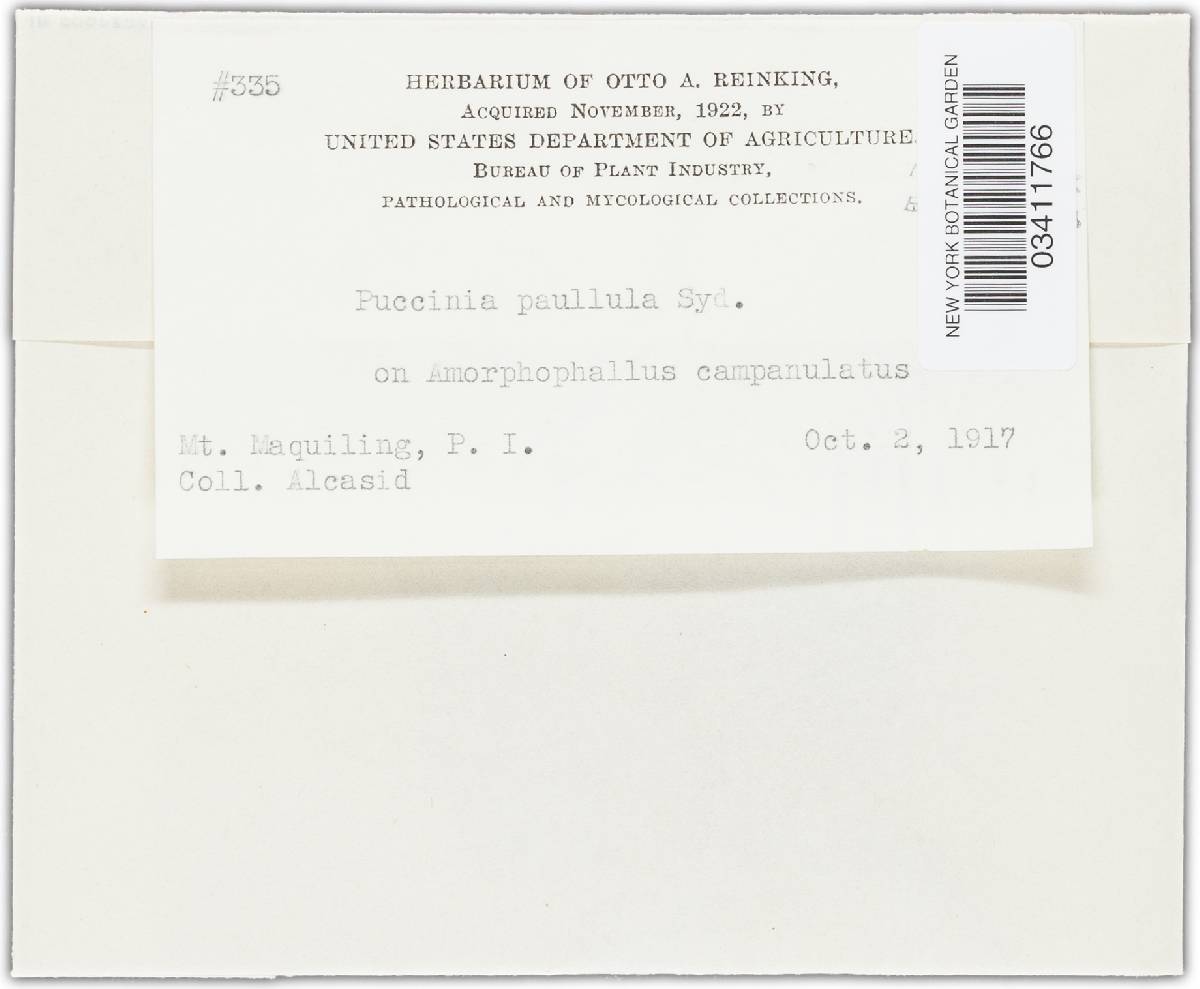 #335
HERBARIUM OF OTTO A. REINKING,
ACQUIRED NOVEMBER, 1922, BY
UNITED STATES DEPARTMENT OF AGRICULTURE.
BUREAU OF PLANT INDUSTRY,
PATHOLOGICAL AND MYCOLOGICAL COLLECTIONS.
Puccinia paullula Syd.
on Amorphophallus campanulatus
Mt. Maquiling, P. I.
Oct. 2, 1917
Coll. Alcasid
NEW YORK BOTANICAL GARDEN
03411766